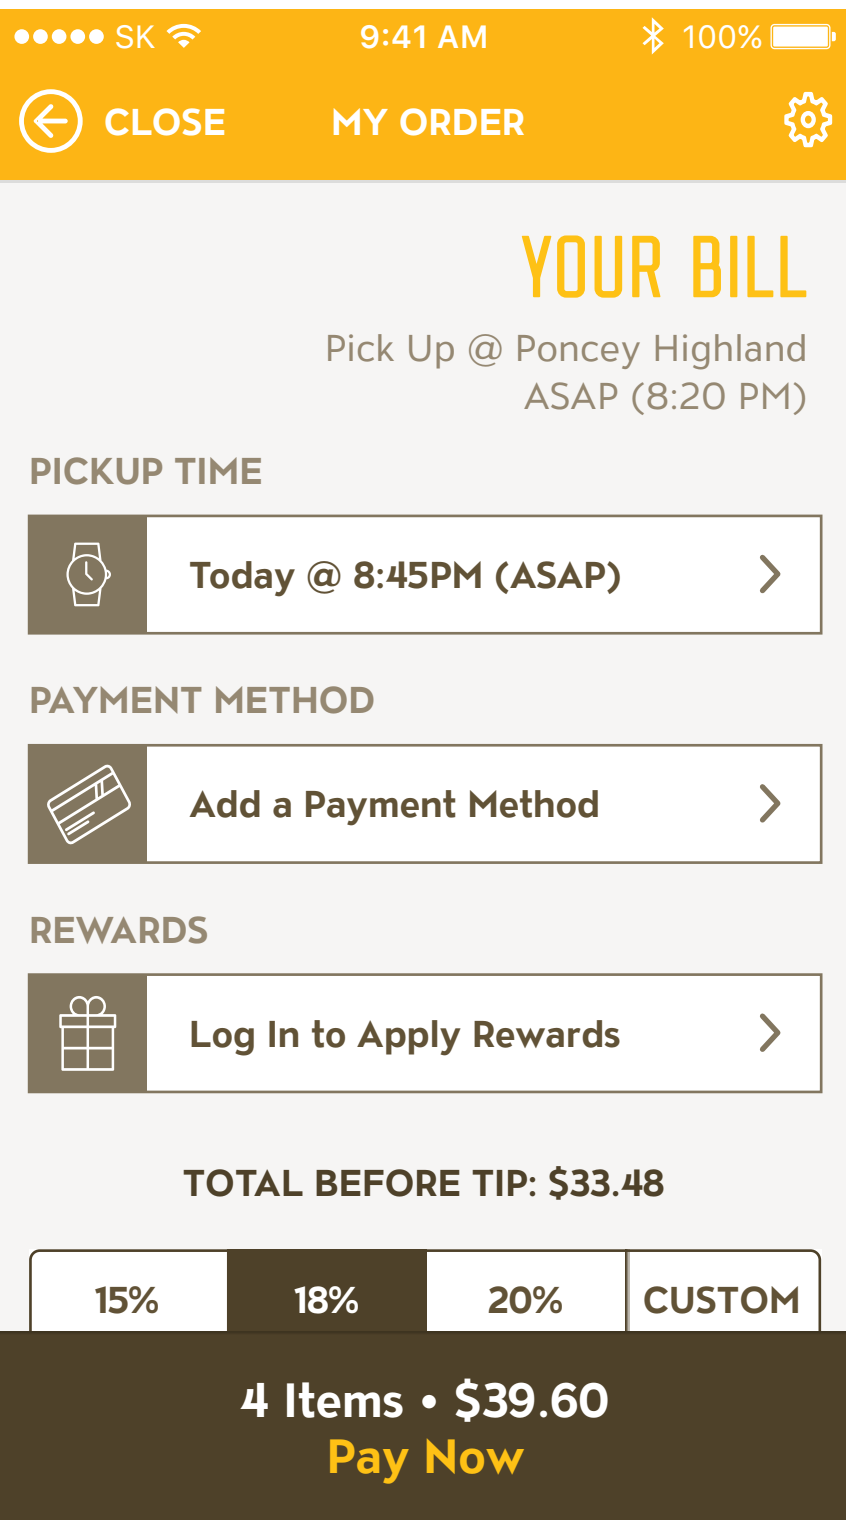 SK 9:41 AM 100%
CLOSE MY ORDER
YOUR BILL
Pick Up @ Poncey Highland
ASAP (8:20 PM)
PICKUP TIME
Today @ 8:45PM (ASAP)
PAYMENT METHOD
Add a Payment Method
REWARDS
Log In to Apply Rewards
TOTAL BEFORE TIP: $33.48
15% 18% 20% CUSTOM
4 Items • $39.60
Pay Now